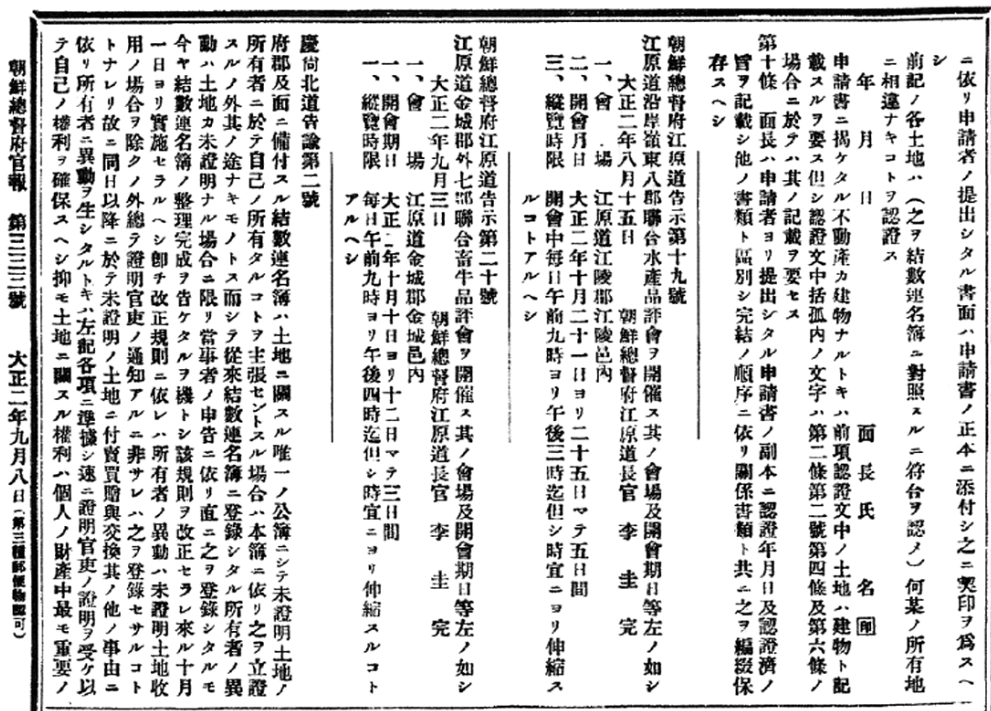 ニ依リ申請者ノ提出シタル書面ハ申請書ノ正本ニ添付シ之ニ契印ヲ爲スヘ
シ
前記ノ各土地ハ(之ヲ結數連名簿ニ對照スルニ符合ヲ認メ)何某ノ所有地
ニ相違ナキコトヲ認證ス
年 月 日
面 長 氏 名 印
申請書ニ揭ケタル不動產カ建物ナルトキハ前項認證文中ノ土地ハ建物ト記
載スルヲ要ス但シ認證文中括孤內ノ文字ハ第二條第二號第四條及第六條ノ
場合ニ於テハ其ノ記載ヲ要セス
第十條 面長ハ申請者ヨリ提出シタル申請書ノ副本ニ認證年月日及認證濟ノ
旨ヲ記載シ他ノ書類ト區別シ完結ノ順序ニ依リ關係書類ト共ニ之ヲ編綴保
存スヘシ
朝鮮總督府江原道吿示第十九號
江原道沿岸嶺東八郡聯合水產品評會ヲ開催ス其ノ會場及開會期日等左ノ如シ
大正二年八月十五日 朝鮮總督府江原道長官 李 圭 完
一、會 場 江原道江陵郡江陵邑內
二、開會月日 大正二年十月二十一日ヨリ二十五日マテ五日間
三、縱覽時限 開會中每日午前九時ヨリ午後三時迄但シ時宜ニヨリ伸縮ス
ルコトアルヘシ
朝鮮總督府江原道吿示第二十號
江原道金城郡外七郡聯合畜牛品評會ヲ開催ス其ノ會場及開會期日等左ノ如シ
大正二年九月三日 朝鮮總督府江原道長官 李 圭 完
一、會 場 江原道金城郡金城邑內
一、開會期日 大正二年十月十日ヨリ十二日マテ三日間
一、縱覽時限 每日午前九時ヨリ午後四時迄但シ時宜ニヨリ伸縮スルコト
アルヘシ
慶尙北道吿諭第二號
府郡及面ニ備付スル結數連名簿ハ土地ニ關スル唯一ノ公簿ニシテ未證明土地ノ
所有者ニ於テ自己ノ所有タルコトヲ主張セントスル場合ハ本簿ニ依リ之ヲ立證
スルノ外其ノ途ナキモノトス而シテ從來結數連名簿ニ登錄シタル所有者ノ異
動ハ土地カ未證明ナル場合ニ限リ當事者ノ申告ニ依リ直ニ之ヲ登錄シタルモ
今ヤ結數連名簿ノ整理完成ヲ告ケタルヲ機トシ該規則ヲ改正セラレ來ル十月
一日ヨリ實施セラルヘシ卽チ改正規則ニ依レハ所有者ノ異動ハ未證明土地收
用ノ場合ヲ除クノ外總テ證明官吏ノ通知アルニ非サレハ之ヲ登錄セサルコト
トナレリ故ニ同日以降ニ於テ未證明ノ土地ニ付賣買贈與交換其ノ他ノ事由ニ
依リ所有者ニ異動ヲ生シタルトキハ左記各項ニ準據シ速ニ證明官吏ノ證明ヲ受ケ以
テ自己ノ權利ヲ確保スヘシ抑モ土地ニ關スル權利ハ個人ノ財產中最モ重要ノ
朝鮮總督府官報 第三三三號 大正二年九月八日(第三種郵便物認可)